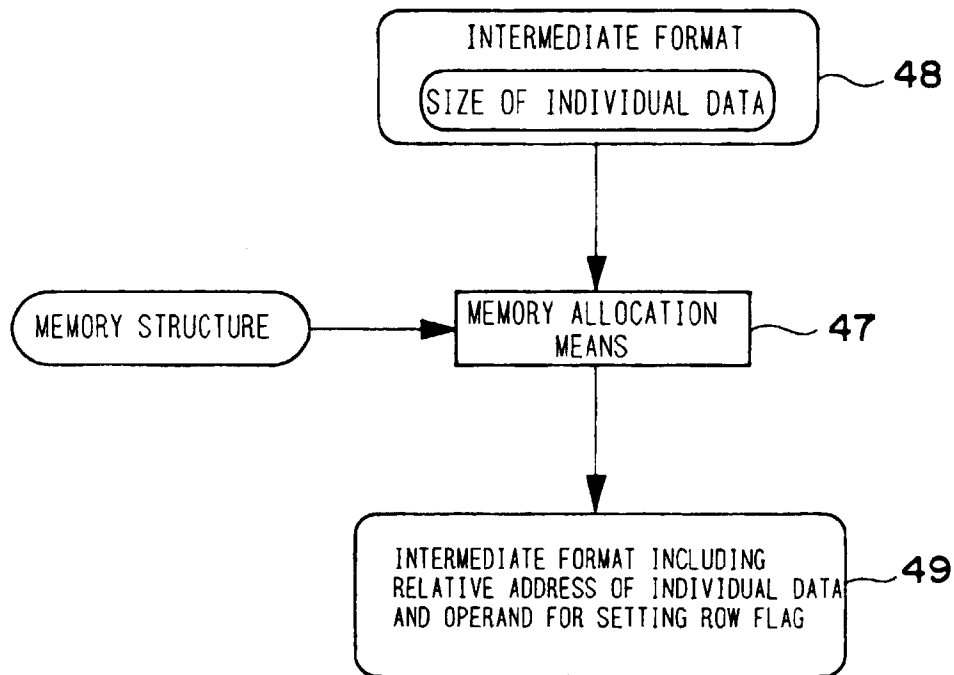 INTERMEDIATE FORMAT
SIZE OF INDIVIDUAL DATA
48
MEMORY STRUCTURE
MEMORY ALLOCATION
MEANS
47
INTERMEDIATE FORMAT INCLUDING
RELATIVE ADDRESS OF INDIVIDUAL DATA
AND OPERAND FOR SETTING ROW FLAG
49